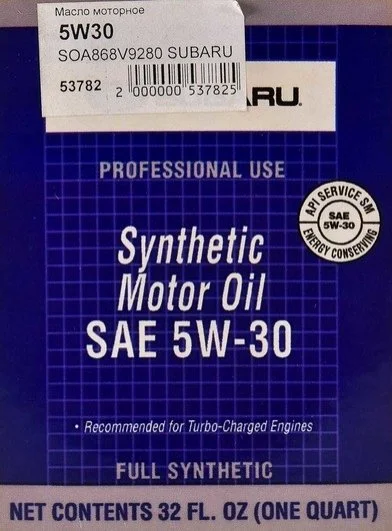 Масло моторное
5W30
SOA868V9280 SUBARU
53782
2 000000 537825
PROFESSIONAL USE
API SERVICE SM
SAE
5W-30
ENERGY CONSERVING
Synthetic
Motor Oil
SAE 5W-30
• Recommended for Turbo-Charged Engines
FULL SYNTHETIC
NET CONTENTS 32 FL. OZ (ONE QUART)